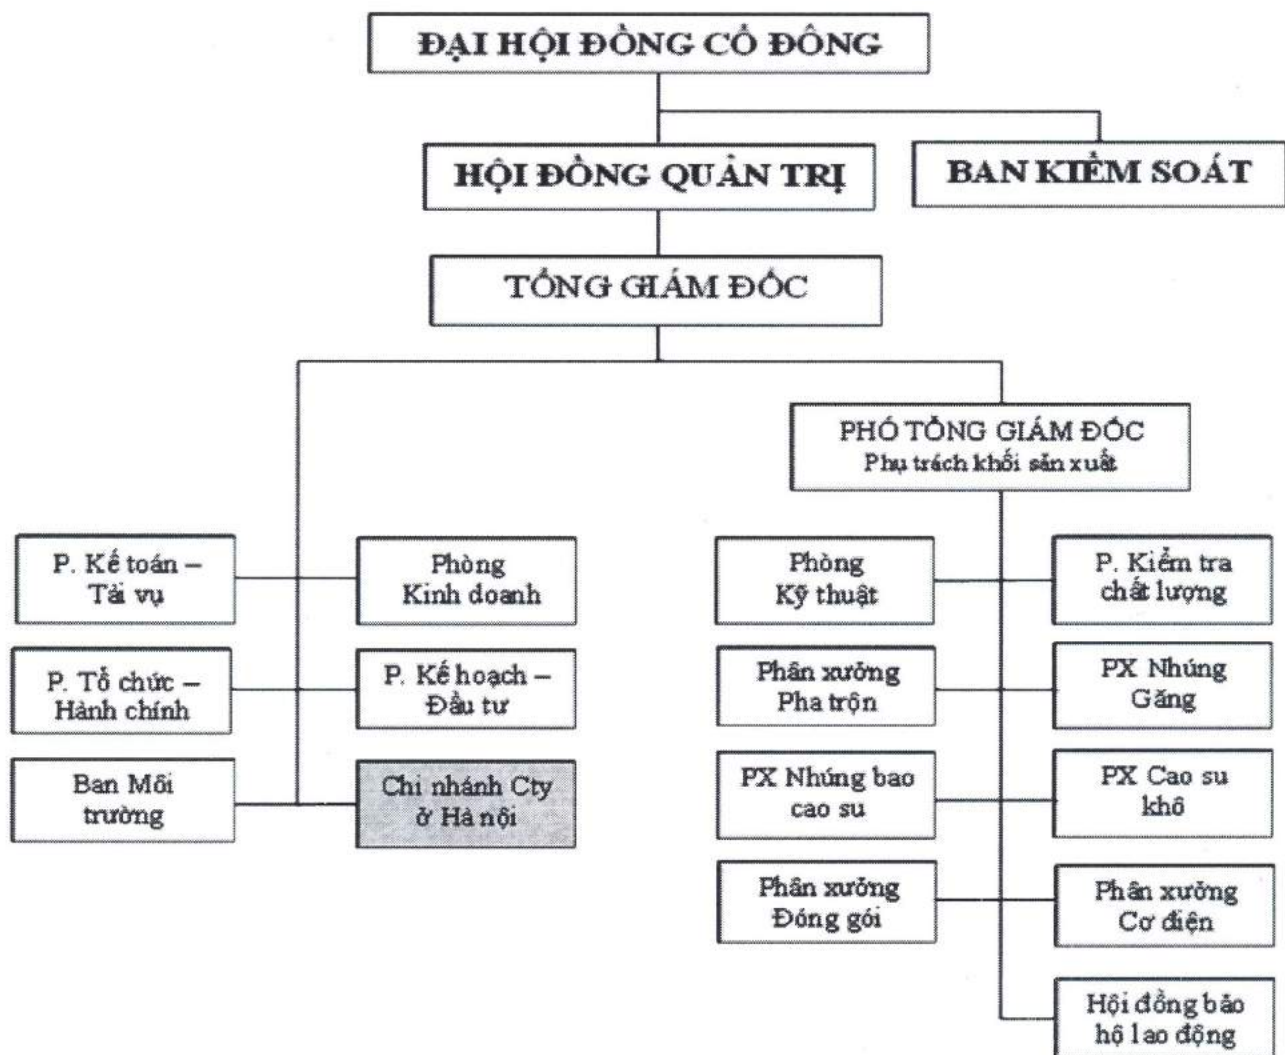 ĐẠI HỘI ĐỒNG CỔ ĐÔNG
HỘI ĐỒNG QUẢN TRỊ
BAN KIỂM SOÁT
TỔNG GIÁM ĐỐC
PHÓ TỔNG GIÁM ĐỐC
Phụ trách khối sản xuất
P. Kế toán –
Tài vụ
Phòng
Kinh doanh
P. Tổ chức –
Hành chính
P. Kế hoạch –
Đầu tư
Ban Môi
trường
Chi nhánh Cty
ở Hà nội
Phòng
Kỹ thuật
P. Kiểm tra
chất lượng
Phân xưởng
Pha trộn
PX Nhúng
Găng
PX Nhúng bao
cao su
PX Cao su
khô
Phân xưởng
Đóng gói
Phân xưởng
Cơ điện
Hội đồng bảo
hộ lao động